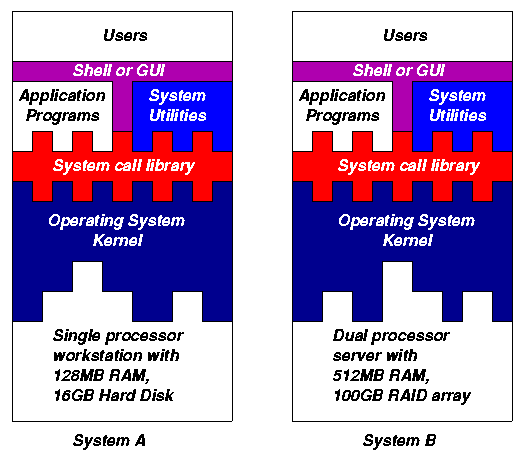 Users
Shell or GUI
Application
Programs
System
Utilities
System call library
Operating System
Kernel
Single processor
workstation with
128MB RAM,
16GB Hard Disk
System A
Users
Shell or GUI
Application
Programs
System
Utilities
System call library
Operating System
Kernel
Dual processor
server with
512MB RAM,
100GB RAID array
System B